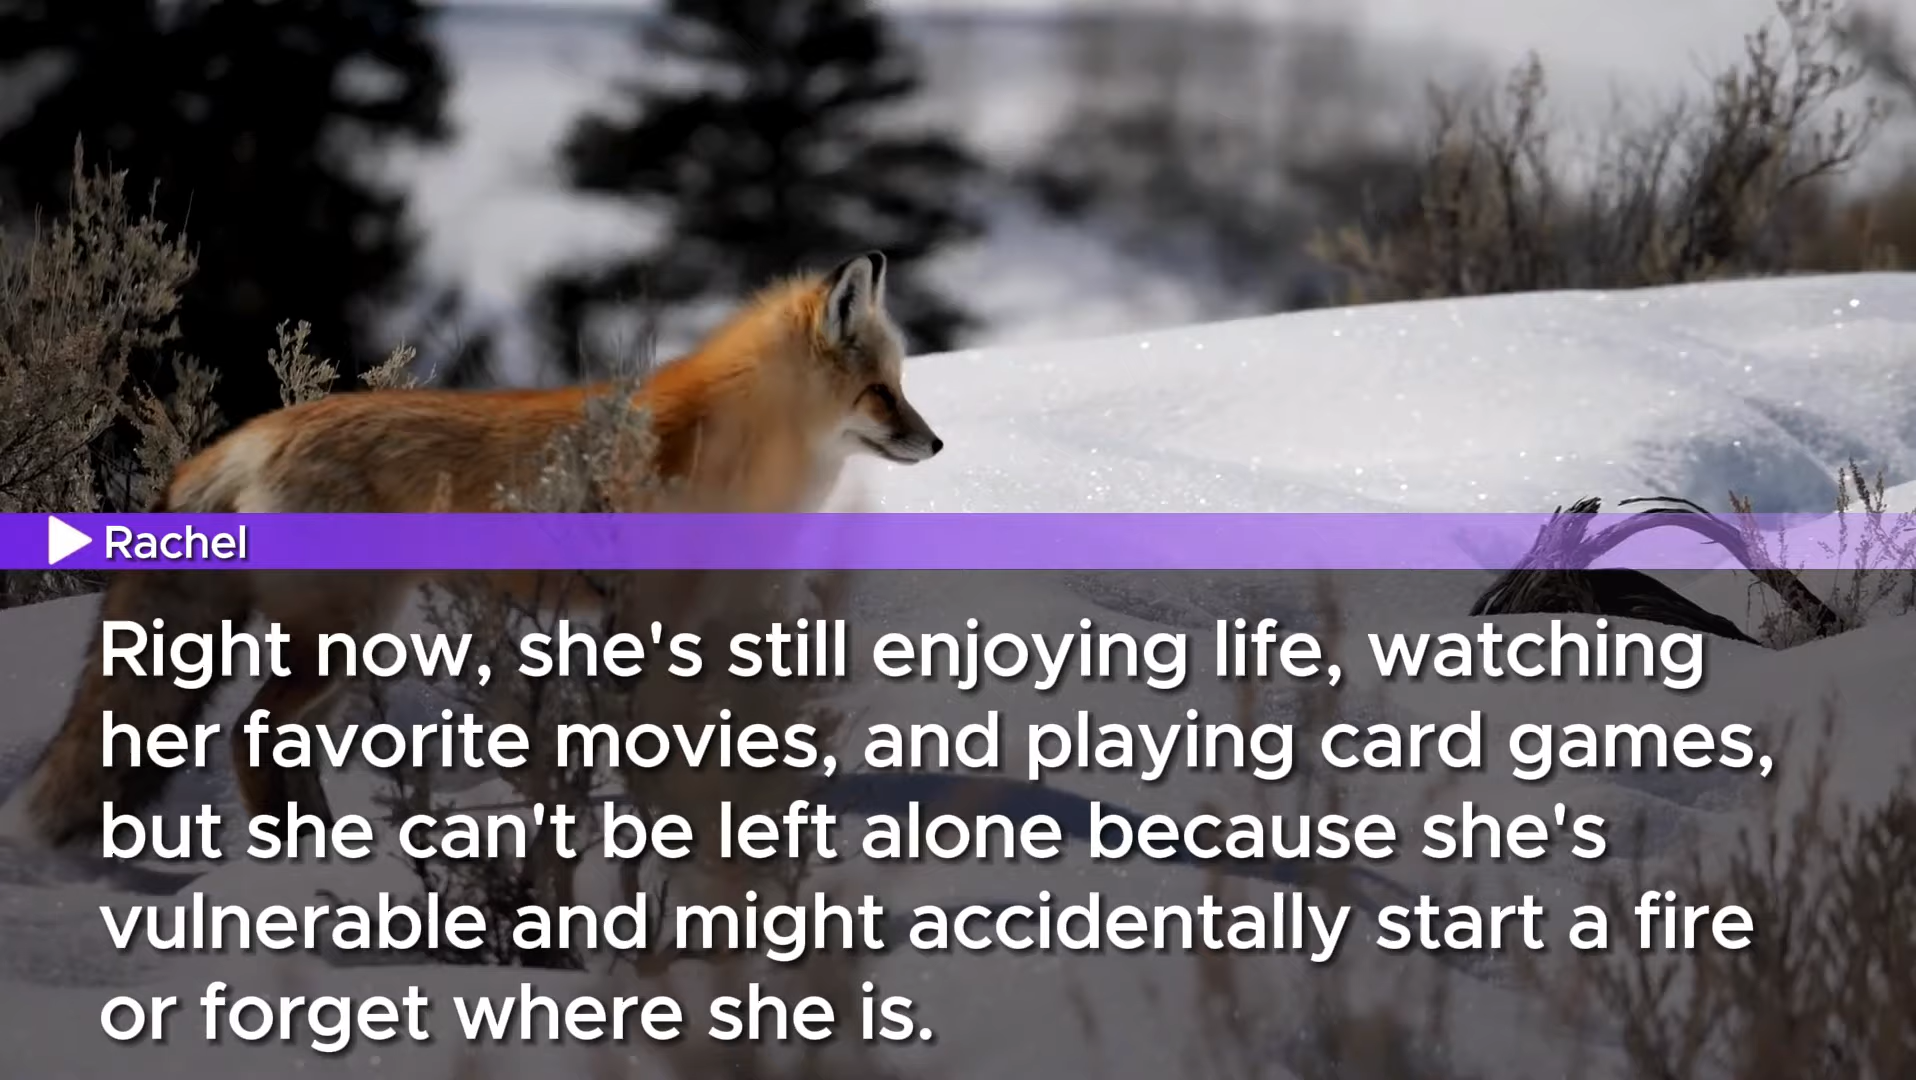 Rachel
Right now, she's still enjoying life, watching
her favorite movies, and playing card games,
but she can't be left alone because she's
vulnerable and might accidentally start a fire
or forget where she is.